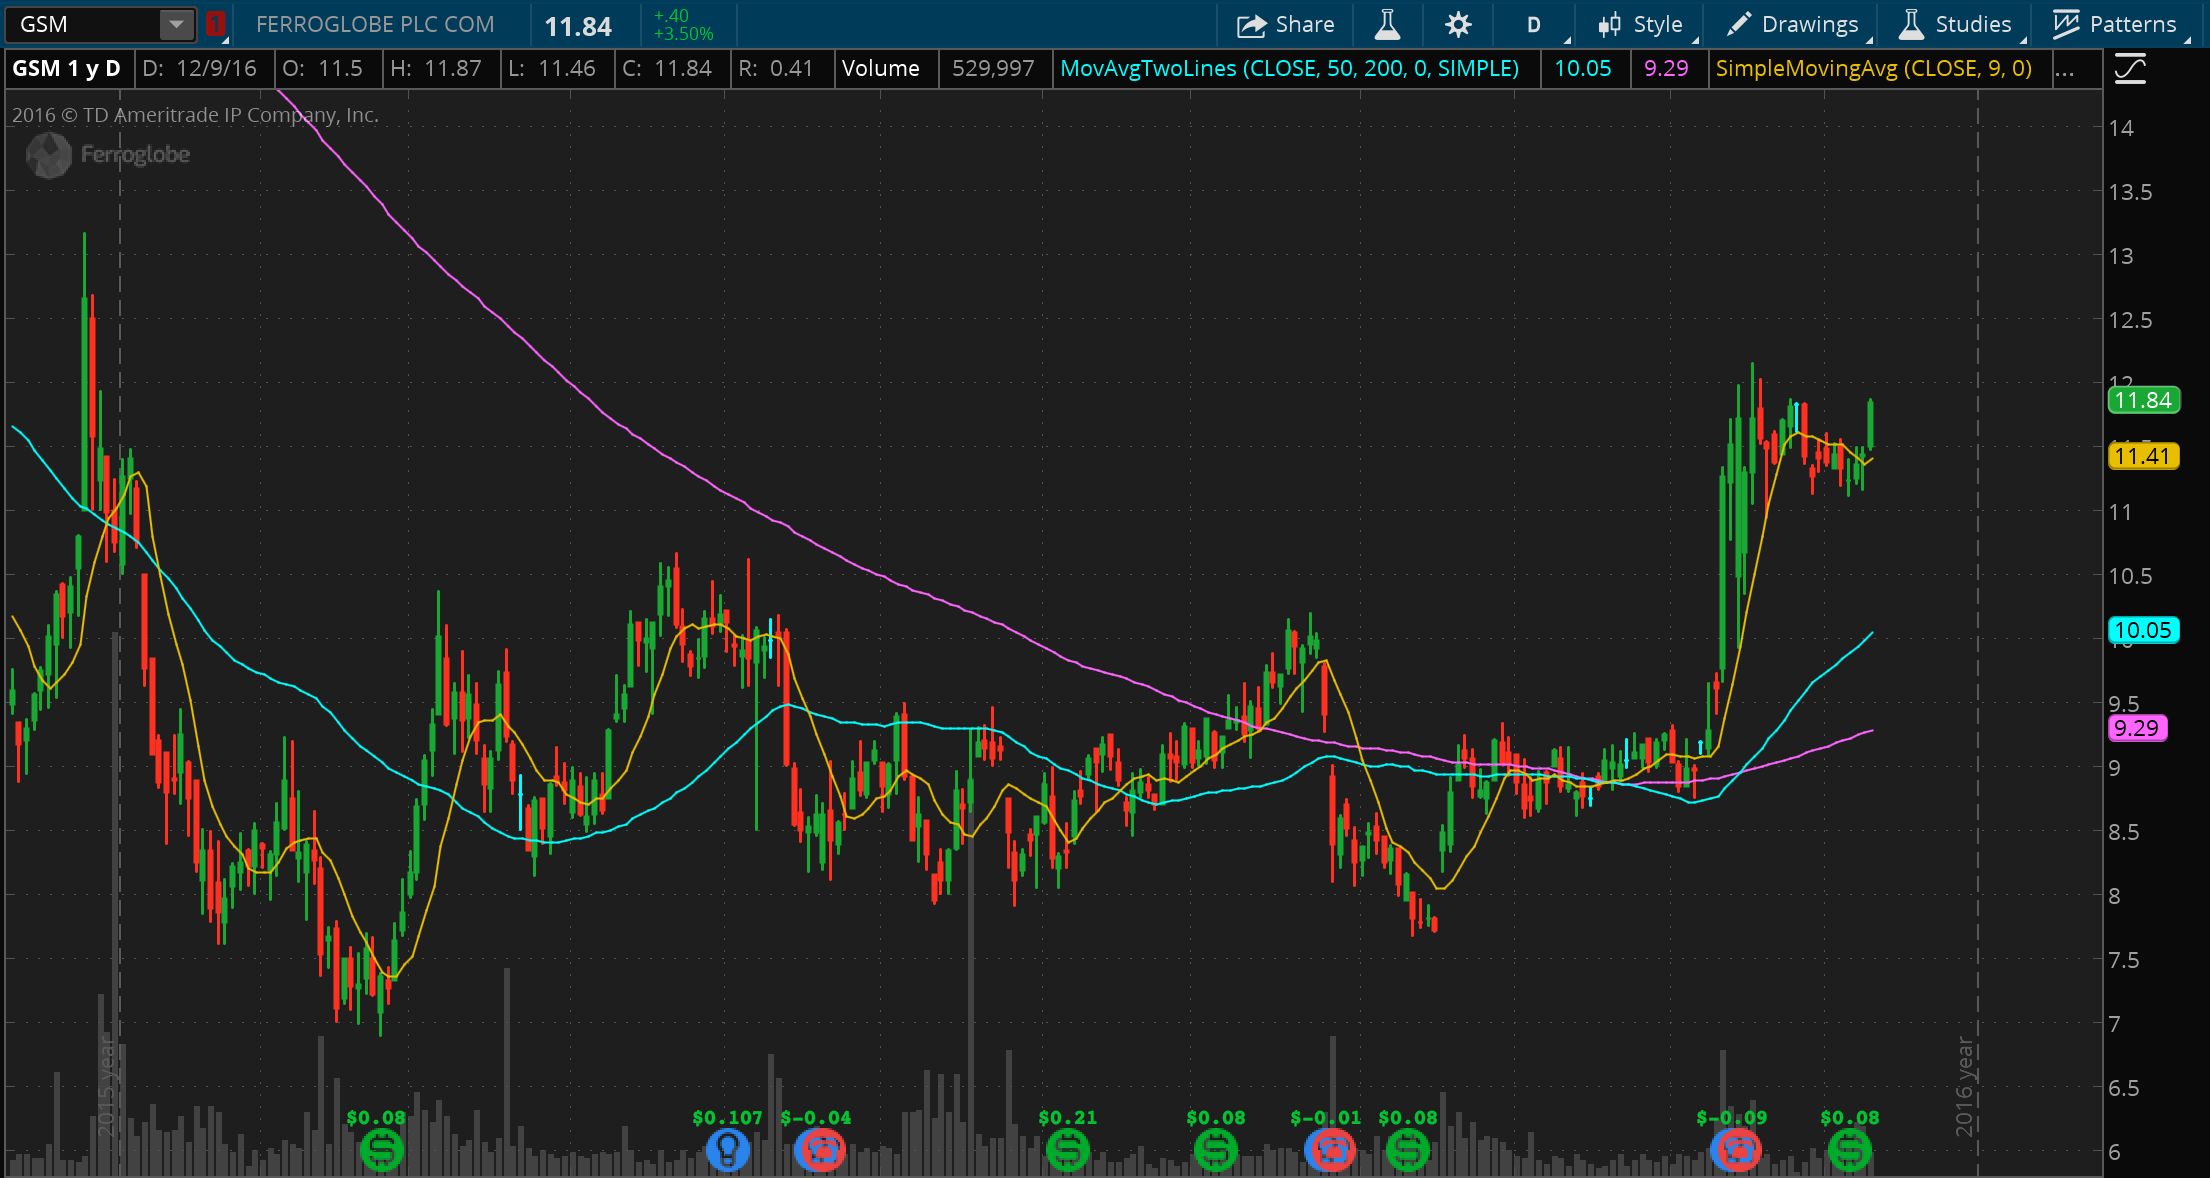 GSM 1 FERROGLOBE PLC COM 11.84 +.40 Share D Style Drawings Studies Patterns
+3.50%
GSM 1 y D D: 12/9/16 O: 11.5 H: 11.87 L: 11.46 C: 11.84 R: 0.41 Volume 529,997 MovAvgTwoLines (CLOSE, 50, 200, 0, SIMPLE) 10.05 9.29 SimpleMovingAvg (CLOSE, 9, 0) ...
2016 © TD Ameritrade IP Company, Inc.
Ferroglobe
14
13.5
13
12.5
12
11.84
11.41
11
10.5
10.05
9.5
9.29
9
8.5
8
7.5
7
6.5
6
2015 year
2016 year
$0.08 $0.107 $-0.04 $0.21 $0.08 $-0.01 $0.08 $-0.09 $0.08